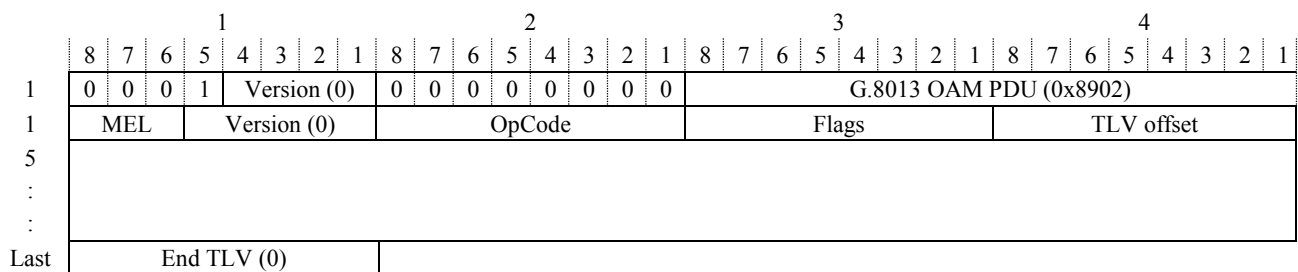 1 2 3 4
8 7 6 5 4 3 2 1 8 7 6 5 4 3 2 1 8 7 6 5 4 3 2 1 8 7 6 5 4 3 2 1
1 0 0 0 1 Version (0) 0 0 0 0 0 0 0 0 G.8013 OAM PDU (0x8902)
1 MEL Version (0) OpCode Flags TLV offset
5
:
:
Last End TLV (0)